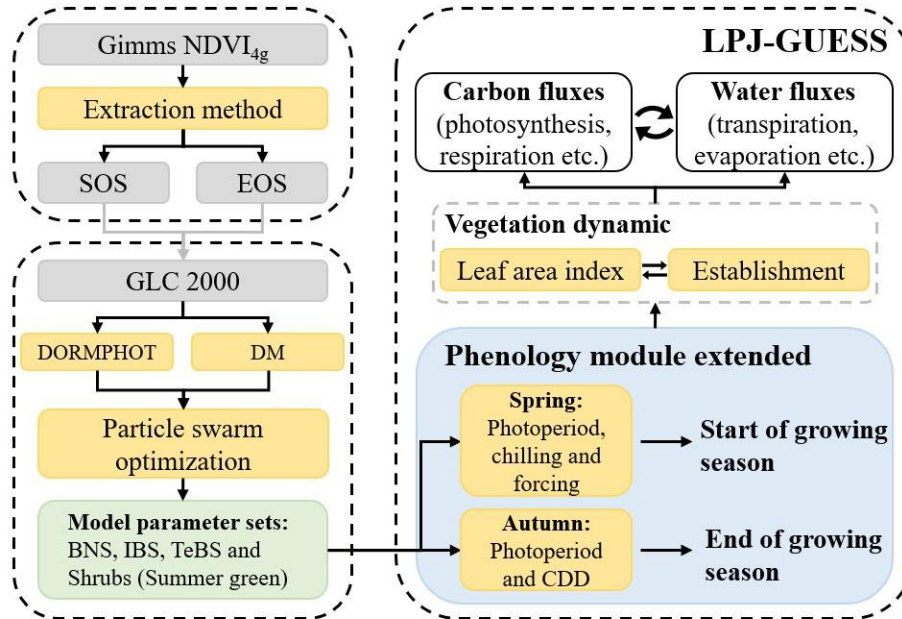 Gimms NDVI4g
Extraction method
SOS
EOS
GLC 2000
DORMPHOT
DM
Particle swarm
optimization
Model parameter sets:
BNS, IBS, TeBS and
Shrubs (Summer green)
LPJ-GUESS
Carbon fluxes
(photosynthesis,
respiration etc.)
Water fluxes
(transpiration,
evaporation etc.)
Vegetation dynamic
Leaf area index
Establishment
Phenology module extended
Spring:
Photoperiod,
chilling and
forcing
Start of growing
season
Autumn:
Photoperiod
and CDD
End of growing
season